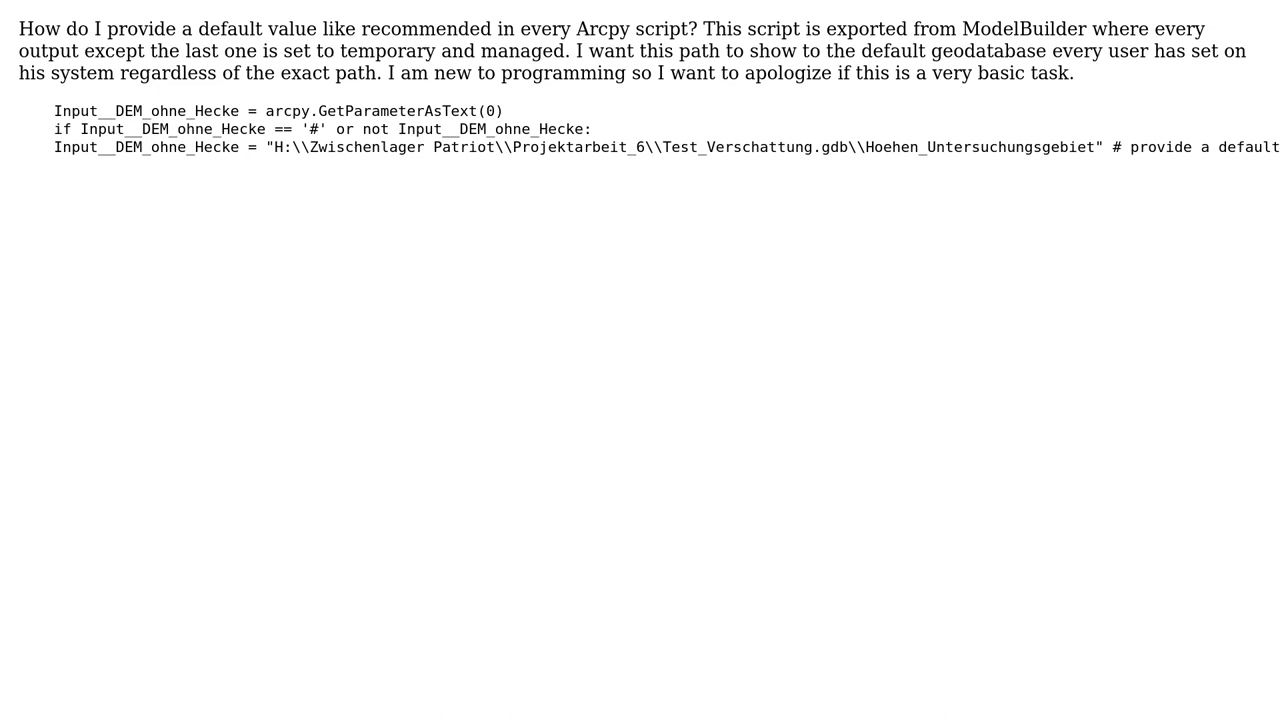 How do I provide a default value like recommended in every Arcpy script? This script is exported from ModelBuilder where every
output except the last one is set to temporary and managed. I want this path to show to the default geodatabase every user has set on
his system regardless of the exact path. I am new to programming so I want to apologize if this is a very basic task.
Input__DEM_ohne_Hecke = arcpy.GetParameterAsText(0)
if Input__DEM_ohne_Hecke == '#' or not Input__DEM_ohne_Hecke:
Input__DEM_ohne_Hecke = "H:\\Zwischenlager Patriot\\Projektarbeit_6\\Test_Verschattung.gdb\\Hoehen_Untersuchungsgebiet" # provide a default